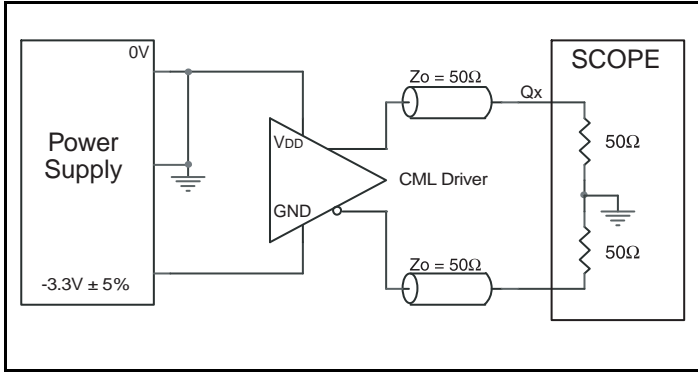 0V
Power
Supply
-3.3V ± 5%
VDD
GND
CML Driver
Zo = 50Ω
Qx
Zo = 50Ω
SCOPE
50Ω
50Ω